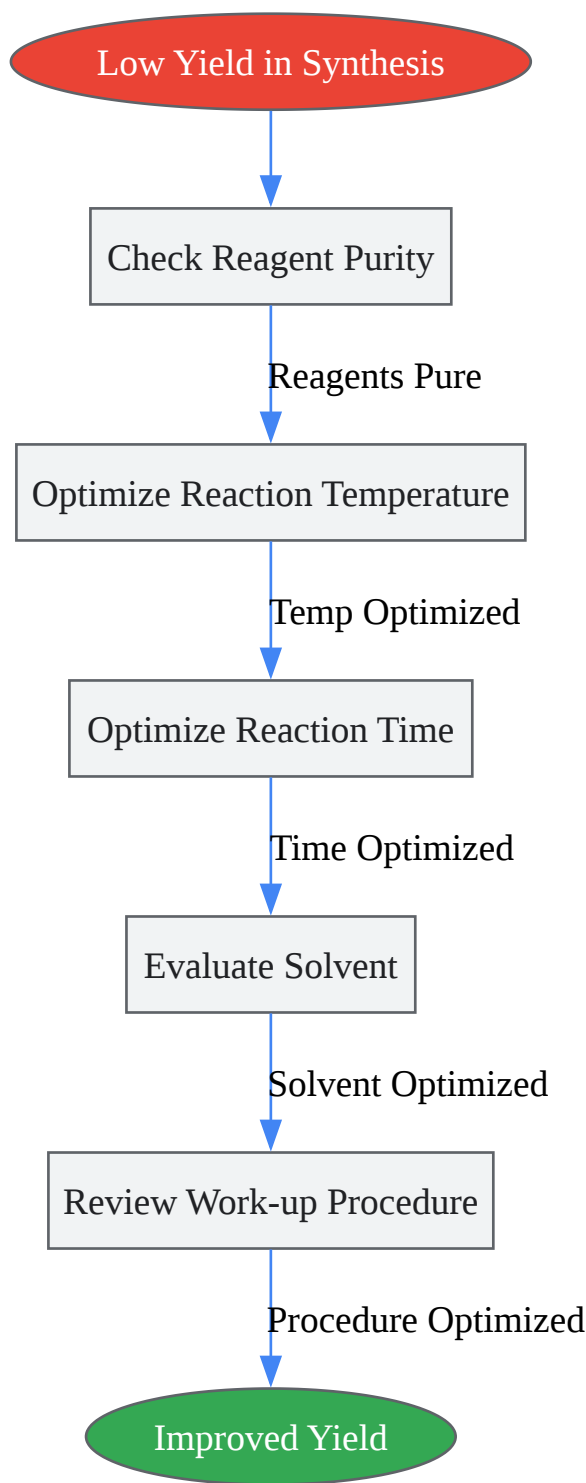 Low Yield in Synthesis
Check Reagent Purity
Reagents Pure
Optimize Reaction Temperature
Temp Optimized
Optimize Reaction Time
Time Optimized
Evaluate Solvent
Solvent Optimized
Review Work-up Procedure
Procedure Optimized
Improved Yield